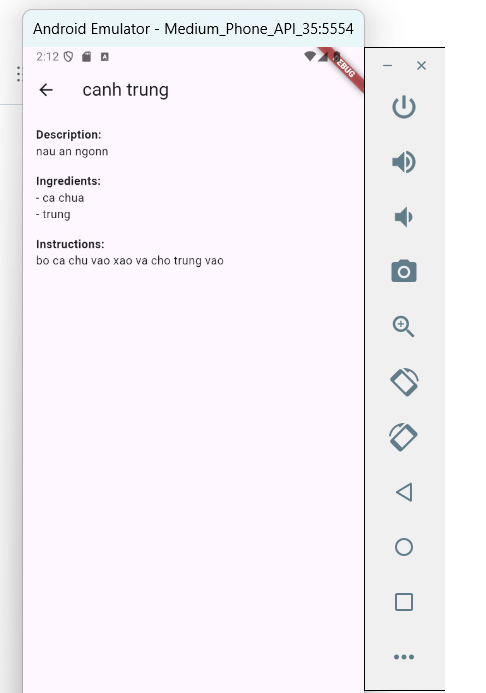 Android Emulator - Medium_Phone_API_35:5554
2:12
canh trung
Description:
nau an ngonn
Ingredients:
- ca chua
- trung
Instructions:
bo ca chu vao xao va cho trung vao